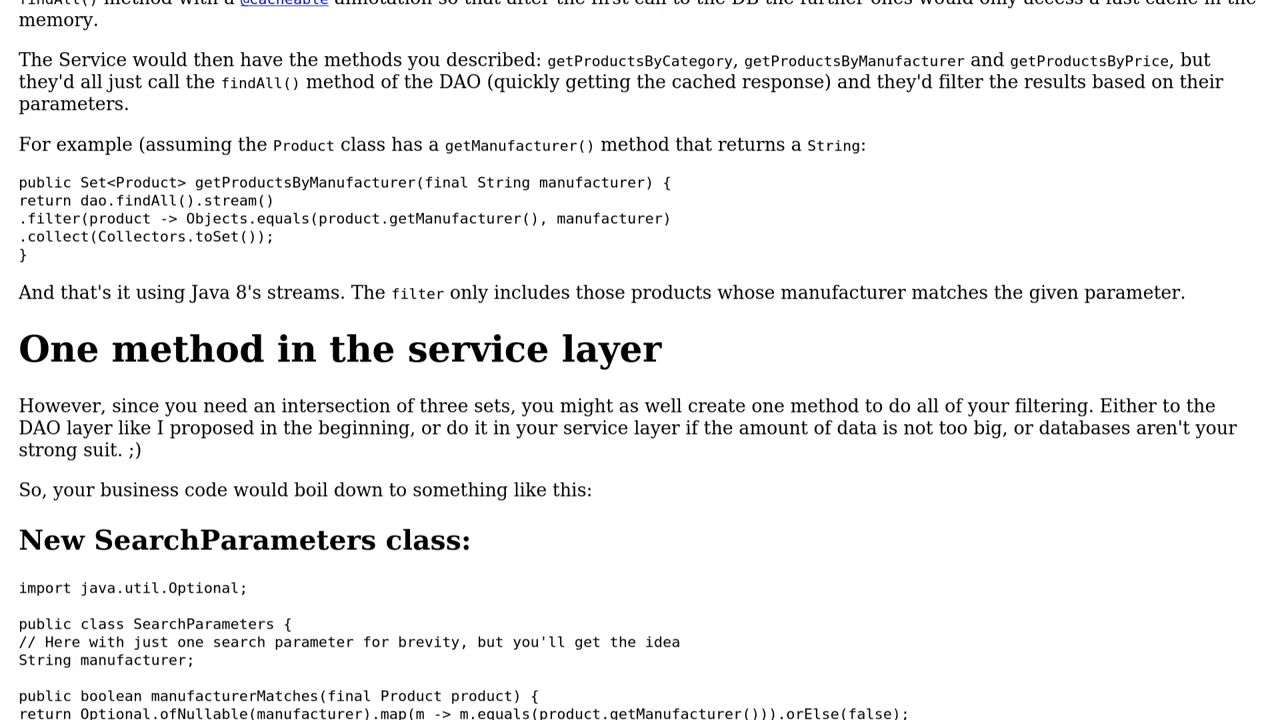 findAll() method with a @Cacheable annotation so that after the first call to the DB the further ones would only access a fast cache in the
memory.
The Service would then have the methods you described: getProductsByCategory, getProductsByManufacturer and getProductsByPrice, but
they'd all just call the findAll() method of the DAO (quickly getting the cached response) and they'd filter the results based on their
parameters.
For example (assuming the Product class has a getManufacturer() method that returns a String:
public Set<Product> getProductsByManufacturer(final String manufacturer) {
return dao.findAll().stream()
.filter(product -> Objects.equals(product.getManufacturer(), manufacturer)
.collect(Collectors.toSet());
}
And that's it using Java 8's streams. The filter only includes those products whose manufacturer matches the given parameter.
One method in the service layer
However, since you need an intersection of three sets, you might as well create one method to do all of your filtering. Either to the
DAO layer like I proposed in the beginning, or do it in your service layer if the amount of data is not too big, or databases aren't your
strong suit. ;)
So, your business code would boil down to something like this:
New SearchParameters class:
import java.util.Optional;
public class SearchParameters {
// Here with just one search parameter for brevity, but you'll get the idea
String manufacturer;
public boolean manufacturerMatches(final Product product) {
return Optional.ofNullable(manufacturer).map(m -> m.equals(product.getManufacturer())).orElse(false);